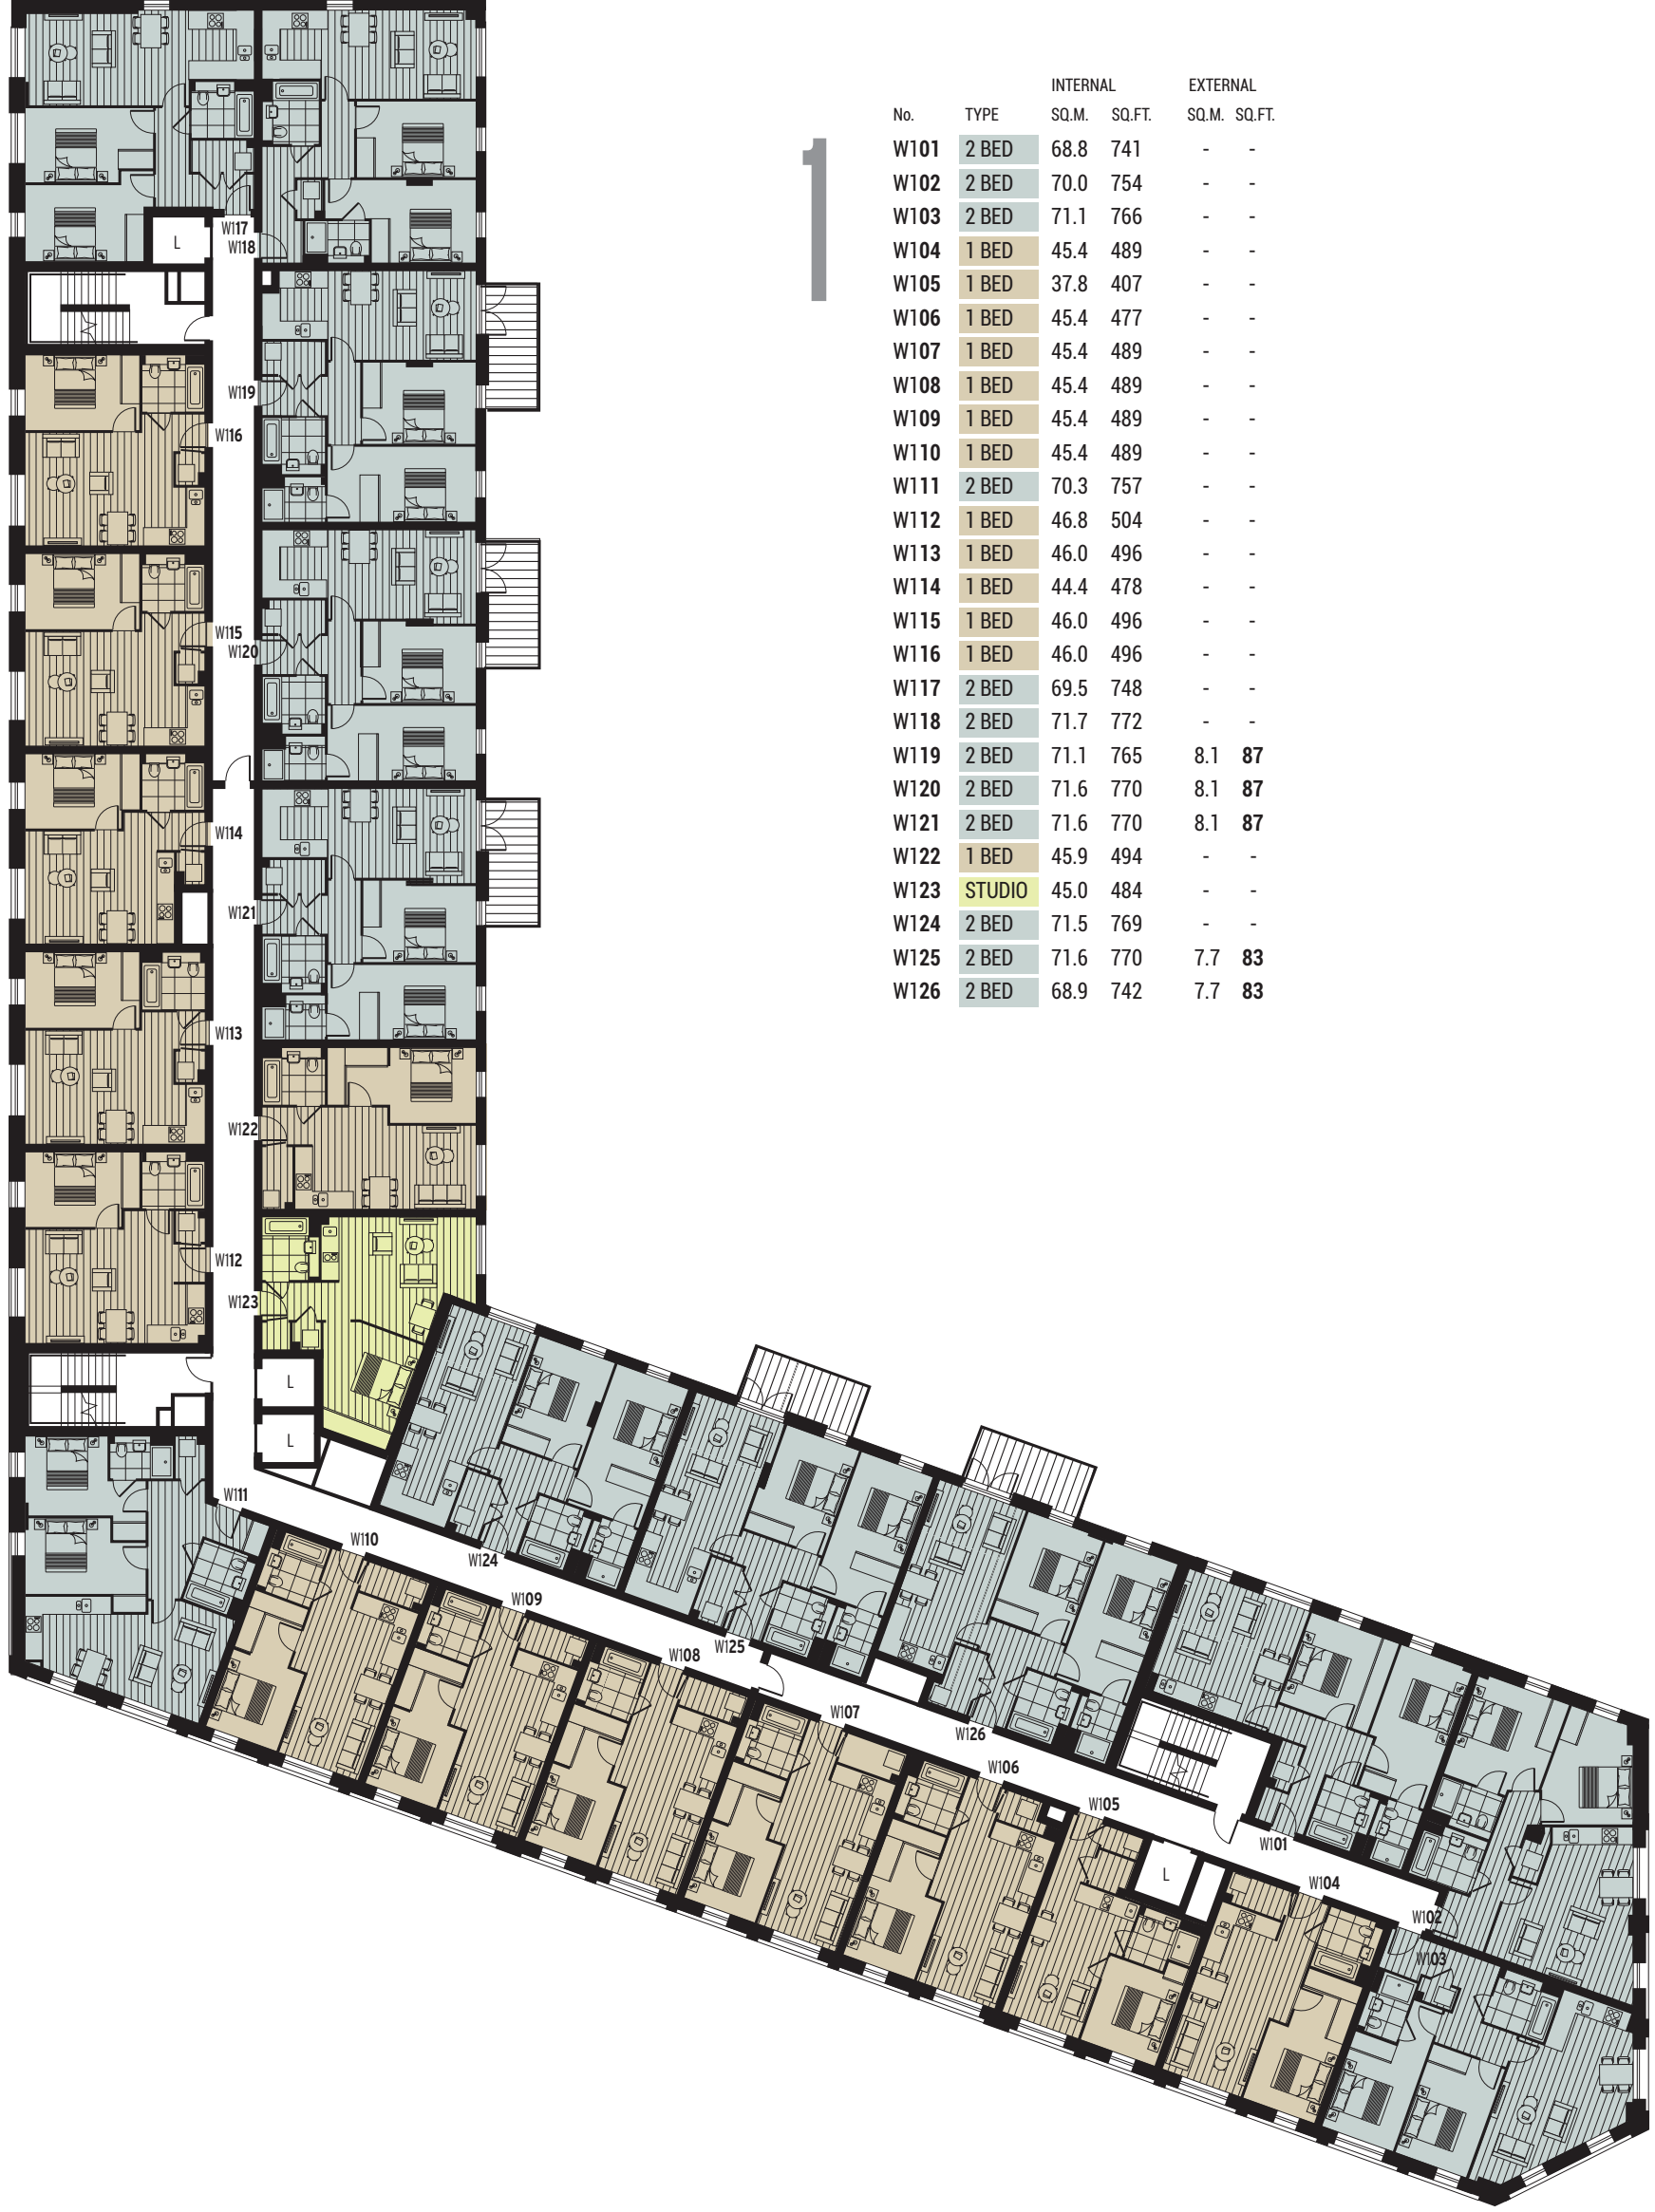 INTERNAL EXTERNAL
No. TYPE SQ.M. SQ.FT. SQ.M. SQ.FT.
1
W101 2 BED 68.8 741 - -
W102 2 BED 70.0 754 - -
W103 2 BED 71.1 766 - -
W104 1 BED 45.4 489 - -
W105 1 BED 37.8 407 - -
W106 1 BED 45.4 477 - -
W107 1 BED 45.4 489 - -
W108 1 BED 45.4 489 - -
W109 1 BED 45.4 489 - -
W110 1 BED 45.4 489 - -
W111 2 BED 70.3 757 - -
W112 1 BED 46.8 504 - -
W113 1 BED 46.0 496 - -
W114 1 BED 44.4 478 - -
W115 1 BED 46.0 496 - -
W116 1 BED 46.0 496 - -
W117 2 BED 69.5 748 - -
W118 2 BED 71.7 772 - -
W119 2 BED 71.1 765 8.1 87
W120 2 BED 71.6 770 8.1 87
W121 2 BED 71.6 770 8.1 87
W122 1 BED 45.9 494 - -
W123 STUDIO 45.0 484 - -
W124 2 BED 71.5 769 - -
W125 2 BED 71.6 770 7.7 83
W126 2 BED 68.9 742 7.7 83
W117
L
W118
W119
W116
W115
W120
W114
W121
W113
W122
W112
W123
L
L
W111
W110
W124
W109
W125
W108
W107
W126
W106
W105
W101
L
W104
W102
W103